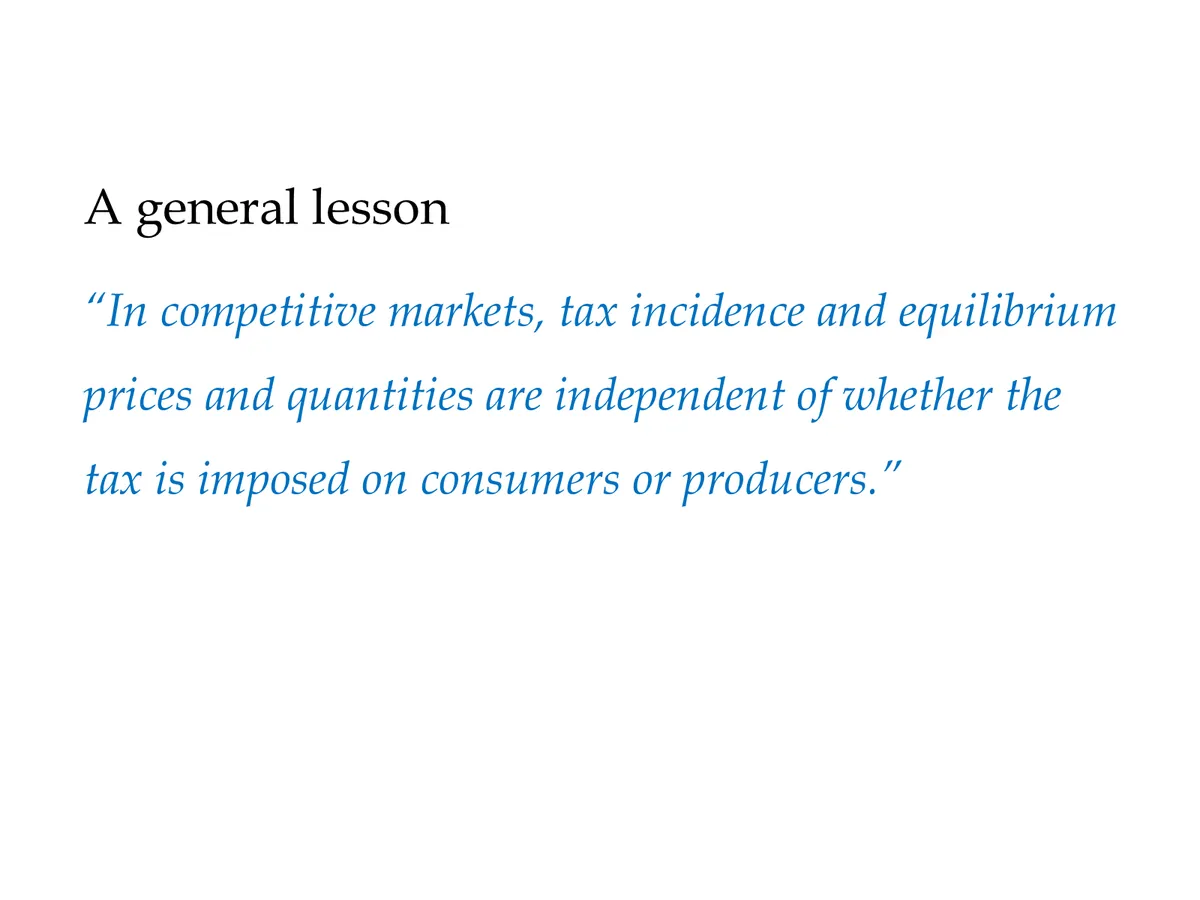 A general lesson
“In competitive markets, tax incidence and equilibrium
prices and quantities are independent of whether the
tax is imposed on consumers or producers.”